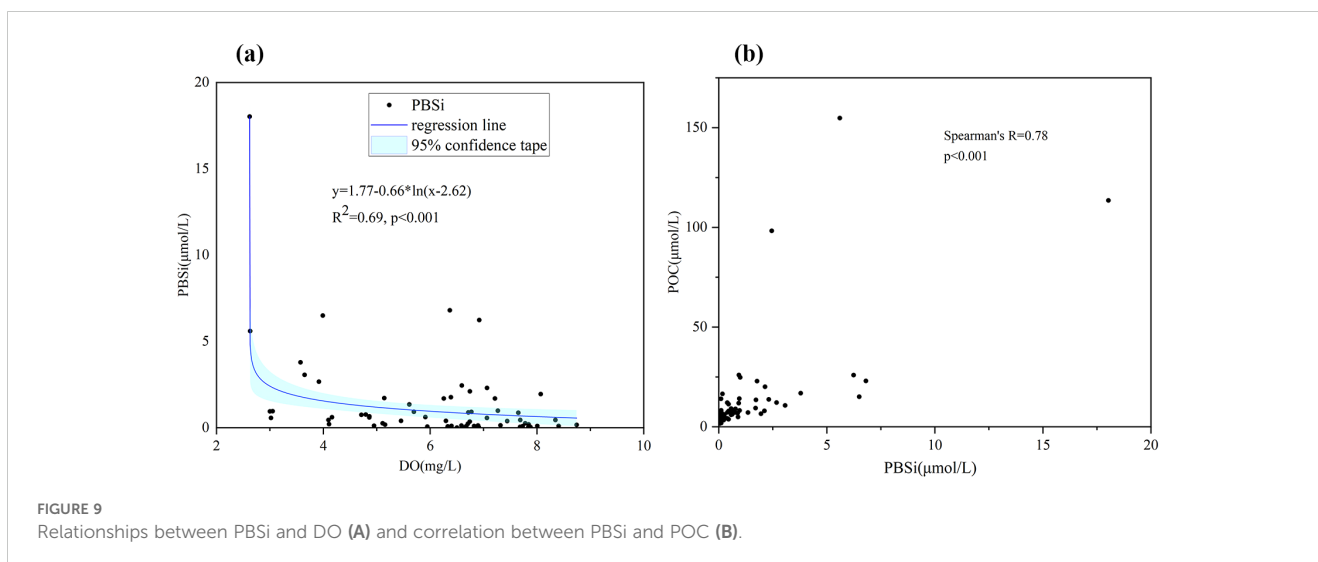 (a)
20
15
10
5
0
PBSi(μmol/L)
PBSi
regression line
95% confidence tape
y=1.77-0.66*ln(x-2.62)
R2=0.69, p<0.001
2
4
6
8
10
DO(mg/L)
(b)
150
100
50
0
POC(μmol/L)
Spearman's R=0.78
p<0.001
0
5
10
15
20
PBSi(μmol/L)
FIGURE 9
Relationships between PBSi and DO (A) and correlation between PBSi and POC (B).